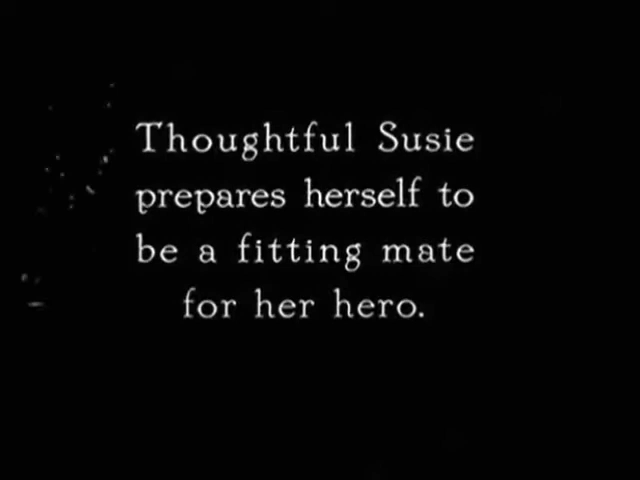 Thoughtful Susie
prepares herself to
be a fitting mate
for her hero.